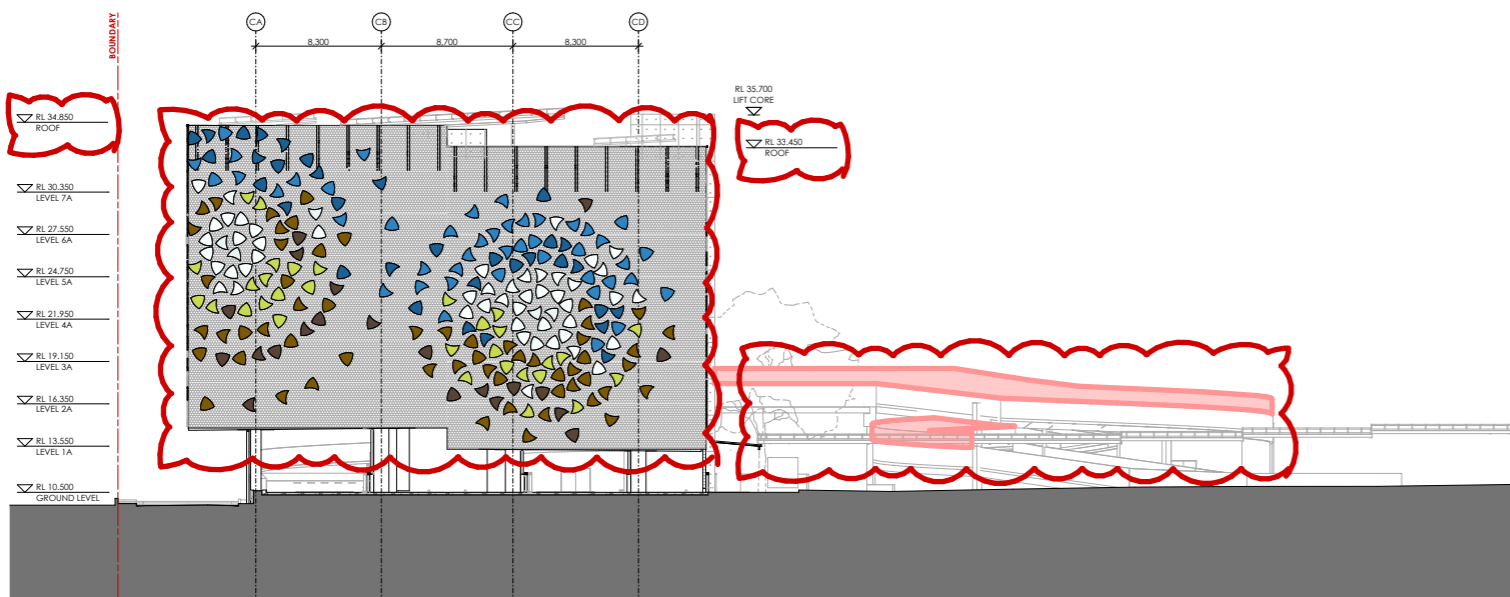 CA
CB
CC
CD
8,300
8,700
8,300
BOUNDARY
RL 35.700
LIFT CORE
RL 34.850
ROOF
RL 33.450
ROOF
RL 30.350
LEVEL 7A
RL 27.550
LEVEL 6A
RL 24.750
LEVEL 5A
RL 21.950
LEVEL 4A
RL 19.150
LEVEL 3A
RL 16.350
LEVEL 2A
RL 13.550
LEVEL 1A
RL 10.500
GROUND LEVEL